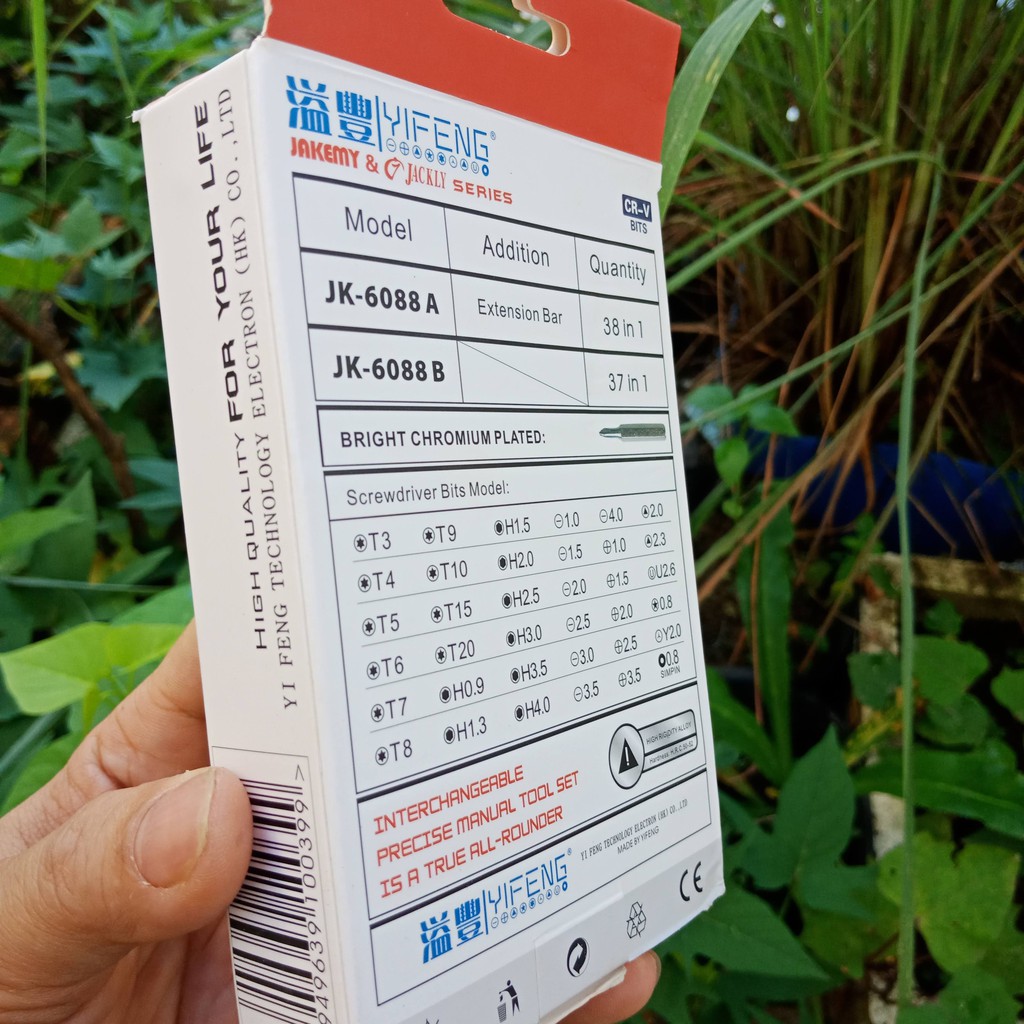 溢豐 YIFENG®
JAKEMY & JACKLY SERIES
CR-V
BITS
Model Addition Quantity
JK-6088 A Extension Bar 38 in 1
JK-6088 B 37 in 1
BRIGHT CHROMIUM PLATED:
Screwdriver Bits Model:
T3 T9 H1.5 ⊖1.0 ⊖4.0 2.0
T4 T10 H2.0 ⊖1.5 ⊕1.0 2.3
T5 T15 H2.5 ⊖2.0 ⊕1.5 U2.6
T6 T20 H3.0 ⊖2.5 ⊕2.0 0.8
T7 H0.9 H3.5 ⊖3.0 ⊕2.5 Y2.0
T8 H1.3 H4.0 ⊖3.5 ⊕3.5 0.8
5IMPIN
HIGH RIGIDITY ALLOY
INTERCHANGEABLE
PRECISE MANUAL TOOL SET
IS A TRUE ALL-ROUNDER
溢豐 YIFENG®
YI FENG TECHNOLOGY ELECTRON (HK) CO.,LTD
MADE BY YIFENG
CE
HIGH QUALITY FOR YOUR LIFE
YI FENG TECHNOLOGY ELECTRON (HK) CO.,LTD
949639 1003991 >